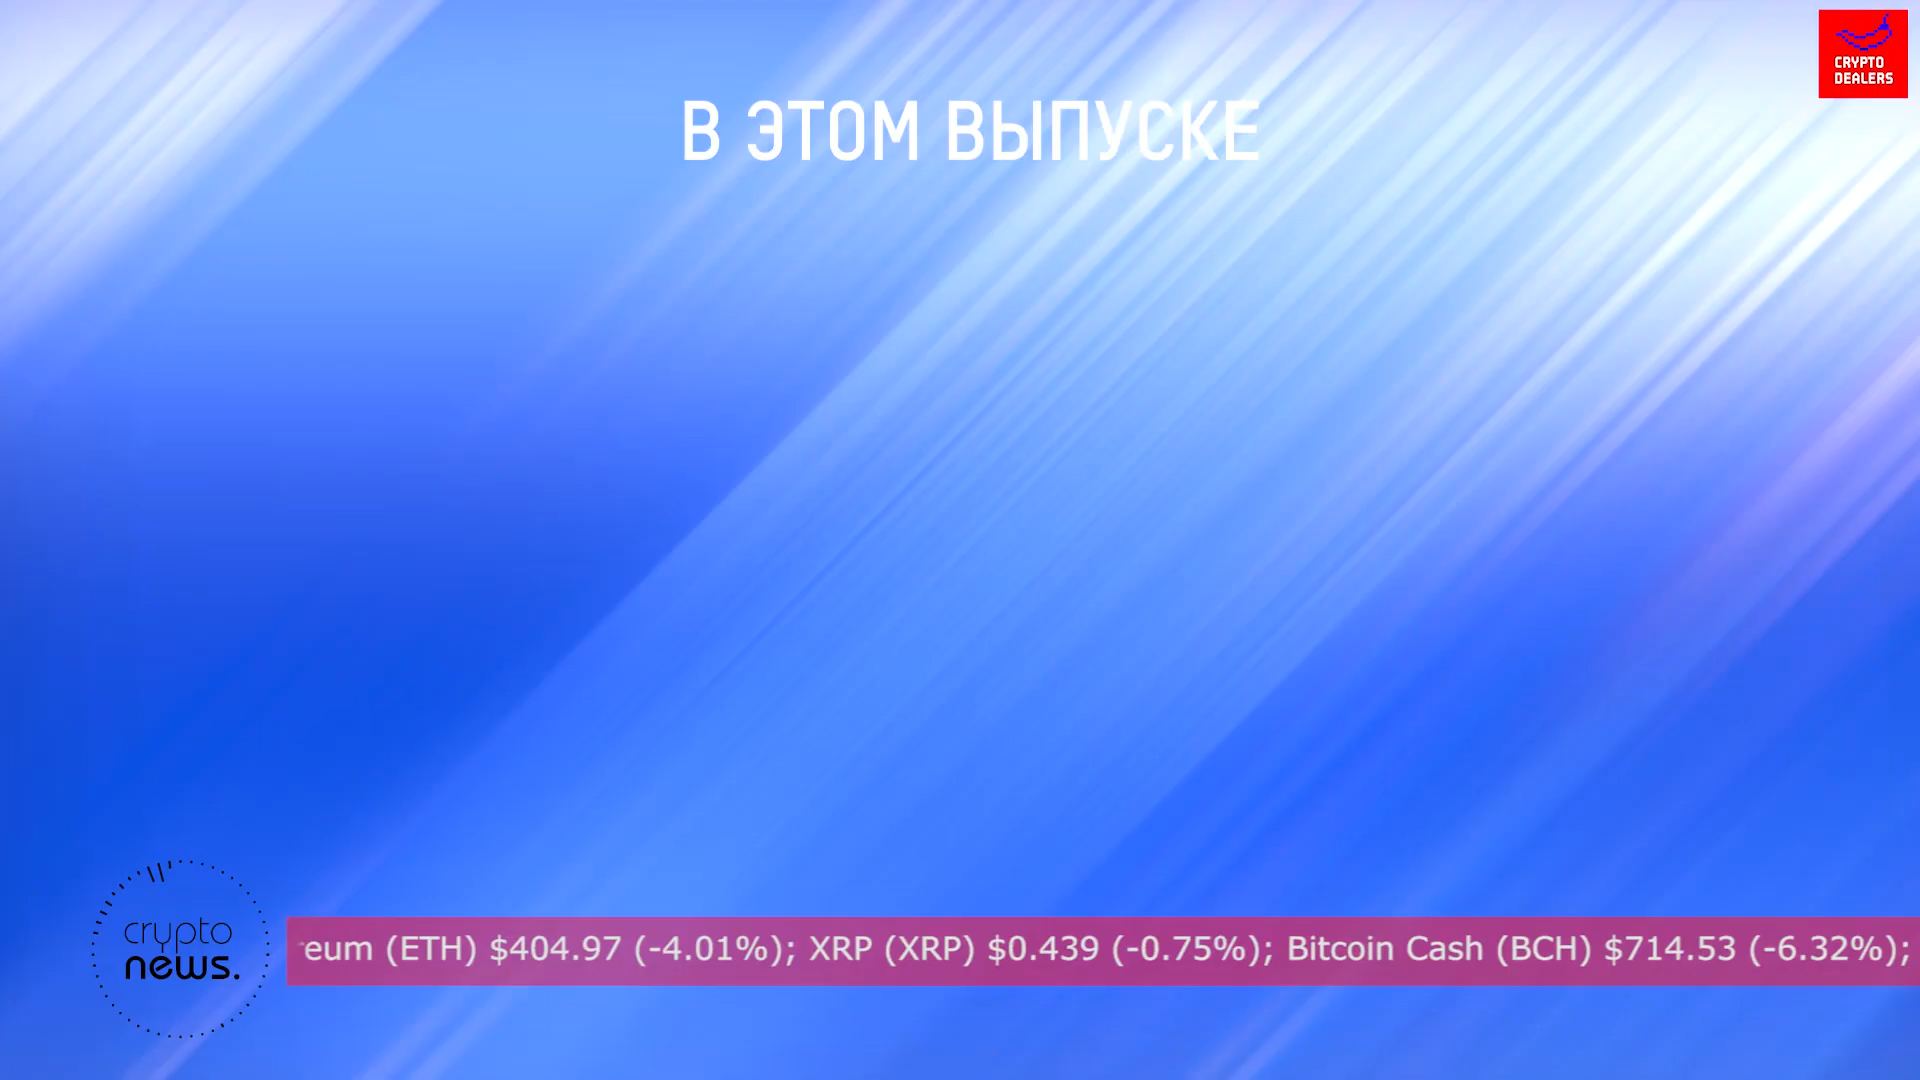 CRYPTO
DEALERS
В ЭТОМ ВЫПУСКЕ
crypto
news.
eum (ETH) $404.97 (-4.01%); XRP (XRP) $0.439 (-0.75%); Bitcoin Cash (BCH) $714.53 (-6.32%);